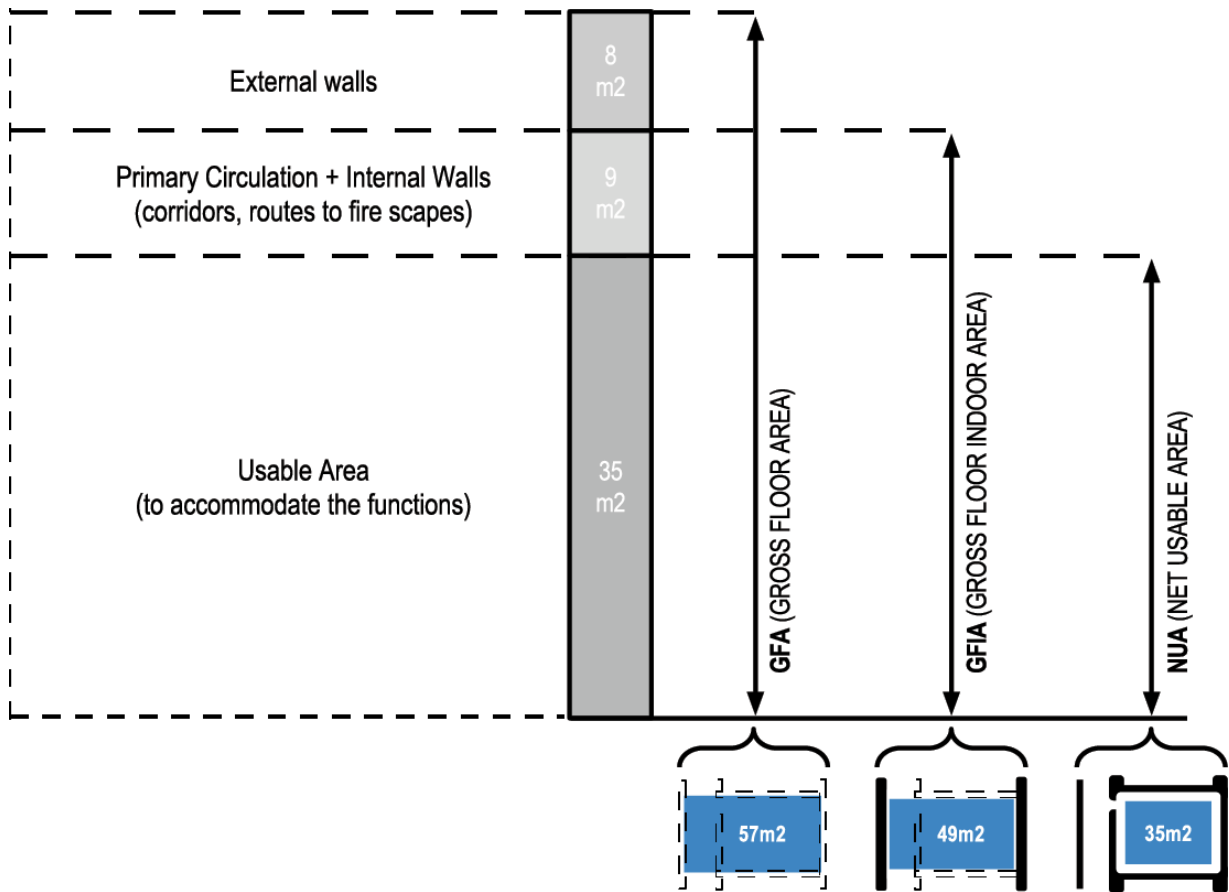 External walls
8
m2
Primary Circulation + Internal Walls
(corridors, routes to fire scapes)
9
m2
Usable Area
(to accommodate the functions)
35
m2
GFA (GROSS FLOOR AREA)
GFIA (GROSS FLOOR INDOOR AREA)
NUA (NET USABLE AREA)
57m2
49m2
35m2